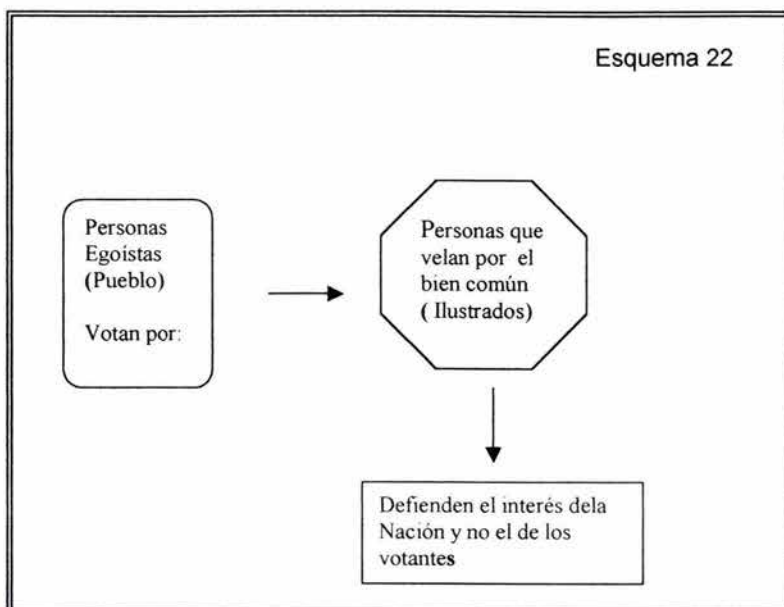 Esquema 22
Personas
Egoístas
(Pueblo)
Votan por:
Personas que
velan por el
bien común
( Ilustrados)
Defienden el interés dela
Nación y no el de los
votantes